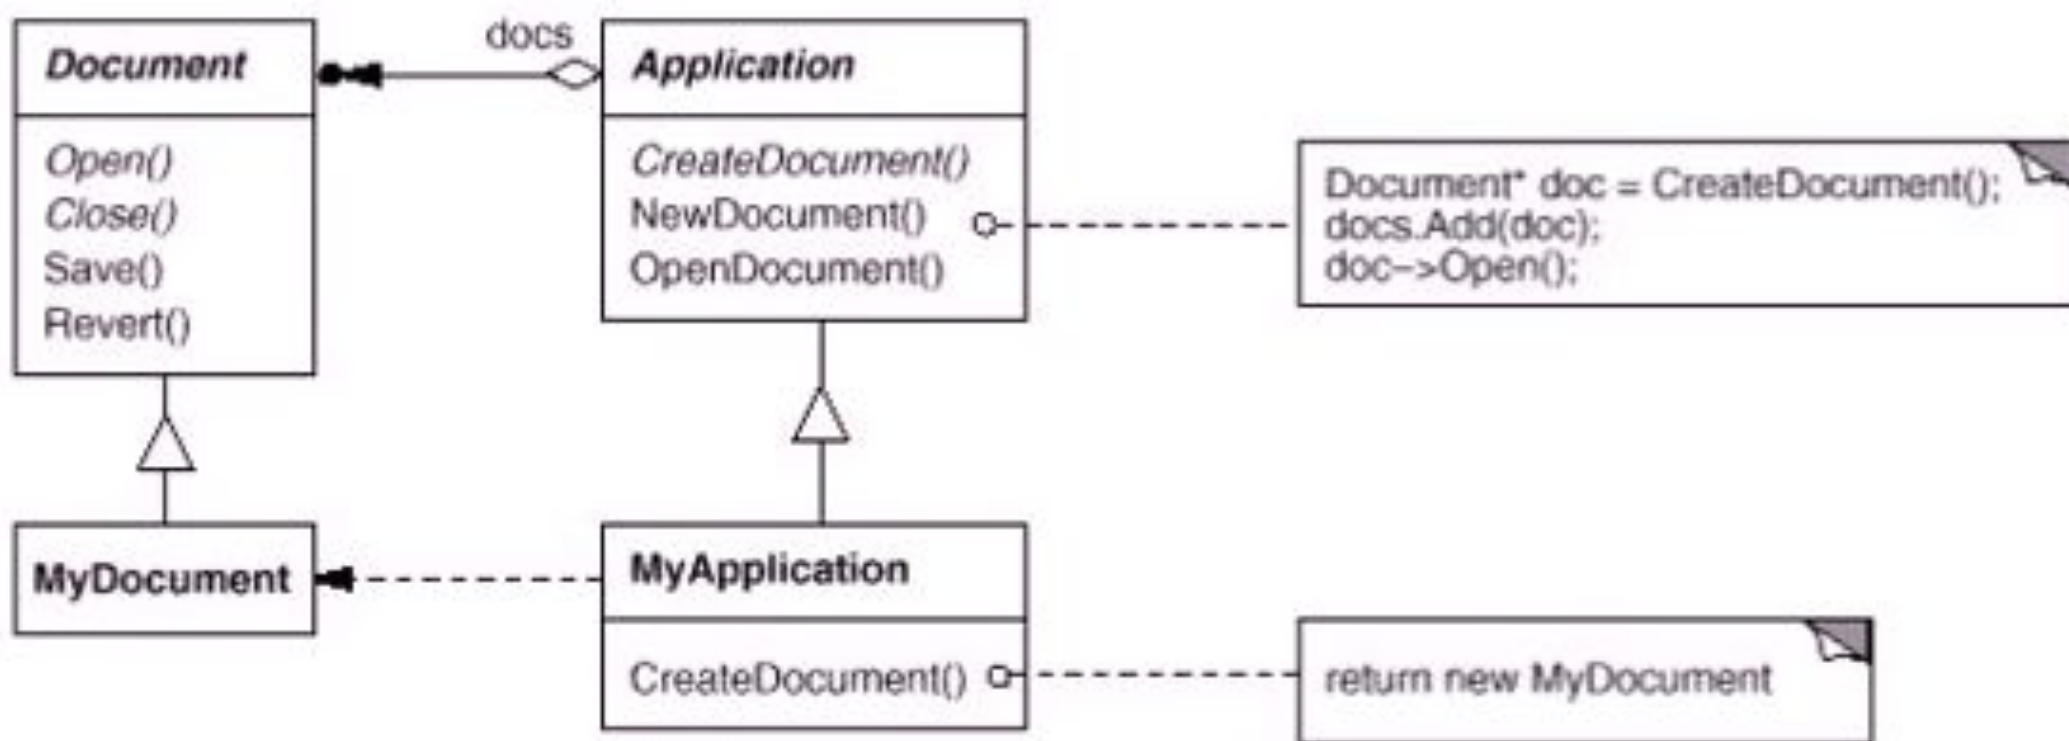 docs
Document
Open()
Close()
Save()
Revert()
Application
CreateDocument()
NewDocument()
OpenDocument()
Document* doc = CreateDocument();
docs.Add(doc);
doc->Open();
MyDocument
MyApplication
CreateDocument()
return new MyDocument